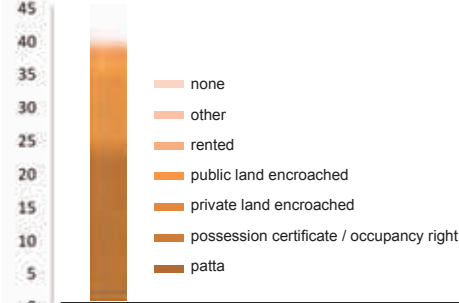 45
40
35
30
25
20
15
10
5
none
other
rented
public land encroached
private land encroached
possession certificate / occupancy right
patta